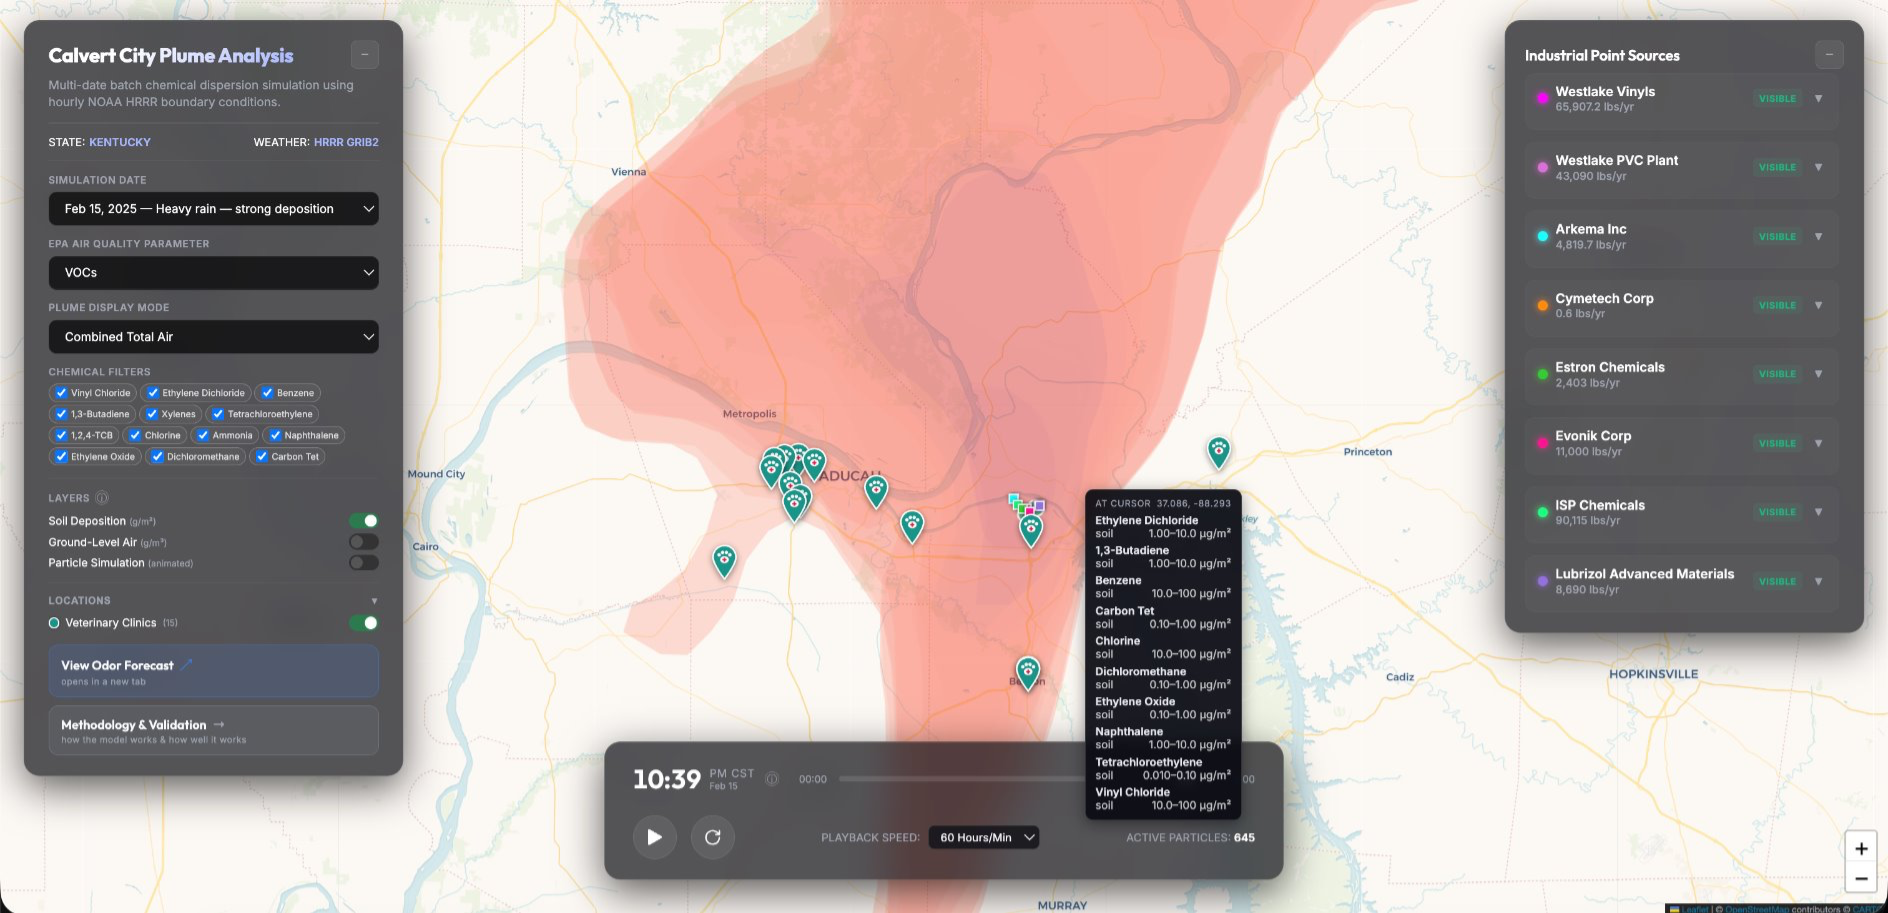 Calvert City Plume Analysis
−
Multi-date batch chemical dispersion simulation using
hourly NOAA HRRR boundary conditions.
STATE: KENTUCKY
WEATHER: HRRR GRIB2
SIMULATION DATE
Feb 15, 2025 — Heavy rain — strong deposition
EPA AIR QUALITY PARAMETER
VOCs
PLUME DISPLAY MODE
Combined Total Air
CHEMICAL FILTERS
Vinyl Chloride Ethylene Dichloride Benzene
1,3-Butadiene Xylenes Tetrachloroethylene
1,2,4-TCB Chlorine Ammonia Naphthalene
Ethylene Oxide Dichloromethane Carbon Tet
LAYERS ⓘ
Soil Deposition (g/m²)
Ground-Level Air (g/m³)
Particle Simulation (animated)
LOCATIONS ▼
Veterinary Clinics (15)
View Odor Forecast ↗
opens in a new tab
Methodology & Validation →
how the model works & how well it works
Vienna
Metropolis
Mound City
ADUCAH
Cairo
Princeton
Cadiz
HOPKINSVILLE
MURRAY
AT CURSOR 37.086, -88.293
Ethylene Dichloride
soil 1.00–10.0 µg/m²
1,3-Butadiene
soil 1.00–10.0 µg/m²
Benzene
soil 10.0–100 µg/m²
Carbon Tet
soil 0.10–1.00 µg/m²
Chlorine
soil 10.0–100 µg/m²
Dichloromethane
soil 0.10–1.00 µg/m²
Ethylene Oxide
soil 0.10–1.00 µg/m²
Naphthalene
soil 1.00–10.0 µg/m²
Tetrachloroethylene
soil 0.010–0.10 µg/m²
Vinyl Chloride
soil 10.0–100 µg/m²
10:39 PM CST
Feb 15
ⓘ
00:00
00
PLAYBACK SPEED: 60 Hours/Min
ACTIVE PARTICLES: 645
Industrial Point Sources
−
Westlake Vinyls
65,907.2 lbs/yr
VISIBLE ▼
Westlake PVC Plant
43,090 lbs/yr
VISIBLE ▼
Arkema Inc
4,819.7 lbs/yr
VISIBLE ▼
Cymetech Corp
0.6 lbs/yr
VISIBLE ▼
Estron Chemicals
2,403 lbs/yr
VISIBLE ▼
Evonik Corp
11,000 lbs/yr
VISIBLE ▼
ISP Chemicals
90,115 lbs/yr
VISIBLE ▼
Lubrizol Advanced Materials
8,690 lbs/yr
VISIBLE ▼
+
−
Leaflet | © OpenStreetMap contributors © CART